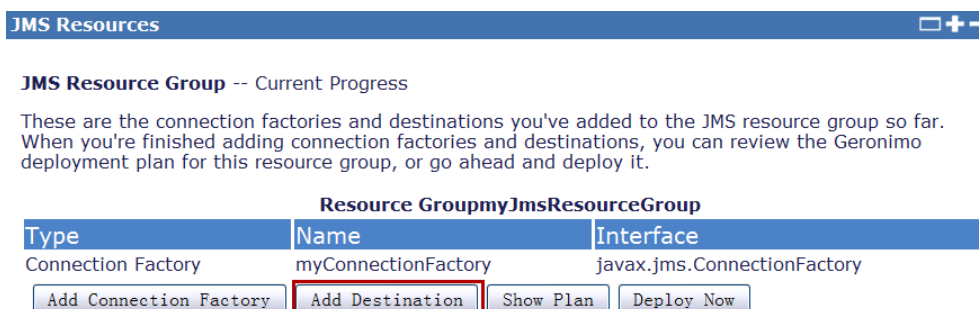 JMS Resources
JMS Resource Group -- Current Progress
These are the connection factories and destinations you've added to the JMS resource group so far.
When you're finished adding connection factories and destinations, you can review the Geronimo
deployment plan for this resource group, or go ahead and deploy it.
Resource GroupmyJmsResourceGroup
Type Name Interface
Connection Factory myConnectionFactory javax.jms.ConnectionFactory
Add Connection Factory Add Destination Show Plan Deploy Now